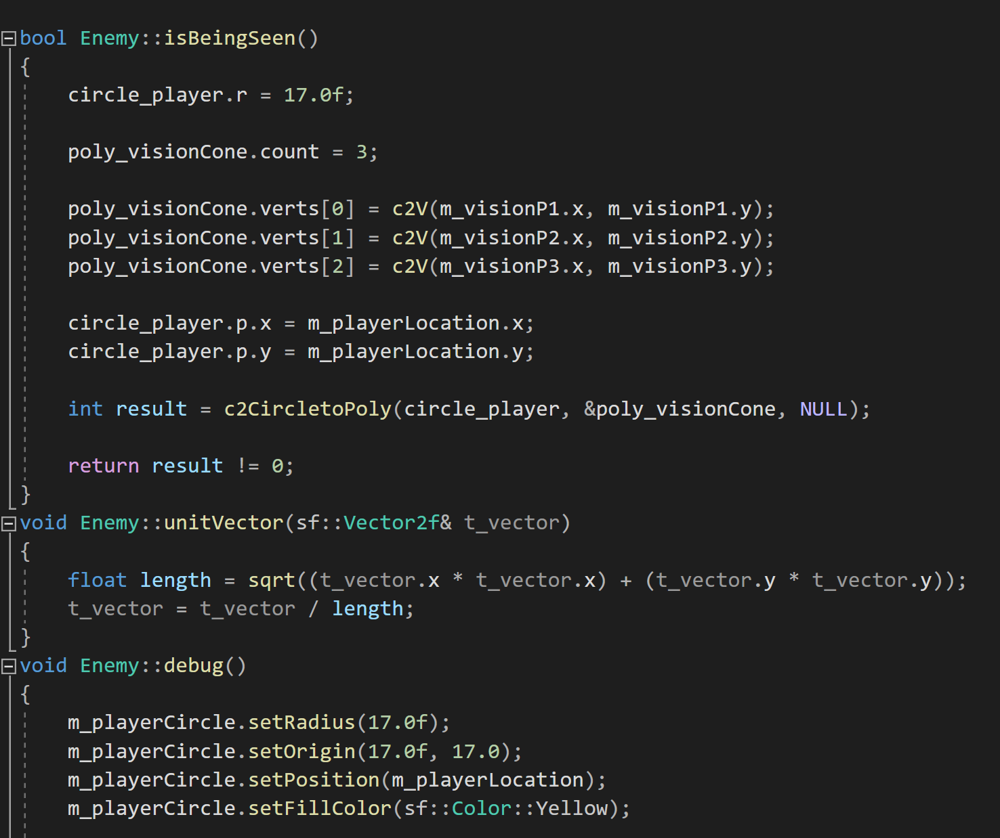 bool Enemy::isBeingSeen()
{
circle_player.r = 17.0f;
poly_visionCone.count = 3;
poly_visionCone.verts[0] = c2V(m_visionP1.x, m_visionP1.y);
poly_visionCone.verts[1] = c2V(m_visionP2.x, m_visionP2.y);
poly_visionCone.verts[2] = c2V(m_visionP3.x, m_visionP3.y);
circle_player.p.x = m_playerLocation.x;
circle_player.p.y = m_playerLocation.y;
int result = c2CircletoPoly(circle_player, &poly_visionCone, NULL);
return result != 0;
}
void Enemy::unitVector(sf::Vector2f& t_vector)
{
float length = sqrt((t_vector.x * t_vector.x) + (t_vector.y * t_vector.y));
t_vector = t_vector / length;
}
void Enemy::debug()
{
m_playerCircle.setRadius(17.0f);
m_playerCircle.setOrigin(17.0f, 17.0);
m_playerCircle.setPosition(m_playerLocation);
m_playerCircle.setFillColor(sf::Color::Yellow);